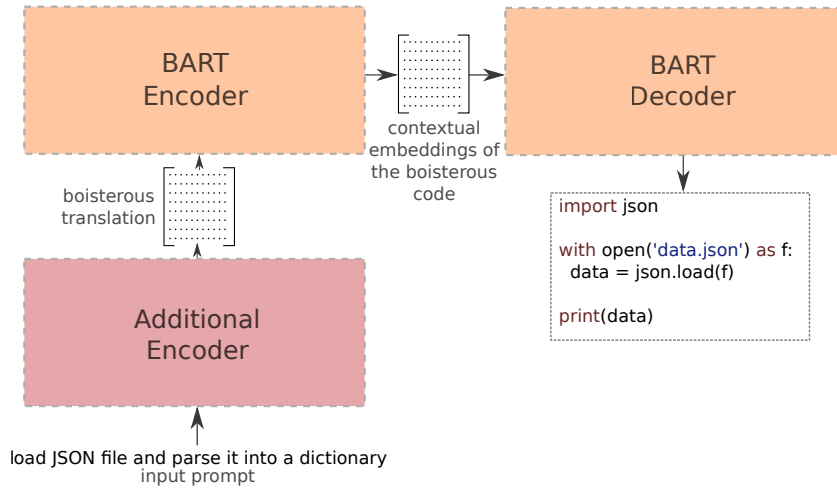 BART
Encoder
BART
Decoder
contextual
embeddings of
the boisterous
code
boisterous
translation
import json
with open('data.json') as f:
data = json.load(f)
print(data)
Additional
Encoder
load JSON file and parse it into a dictionary
input prompt